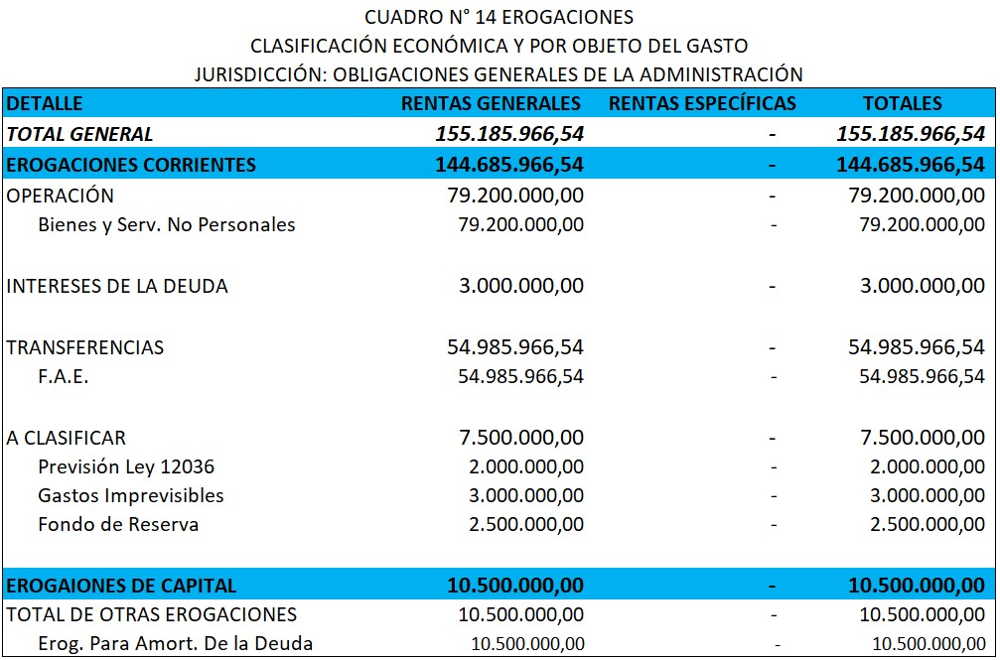 CUADRO N° 14 EROGACIONES
CLASIFICACIÓN ECONÓMICA Y POR OBJETO DEL GASTO
JURISDICCIÓN: OBLIGACIONES GENERALES DE LA ADMINISTRACIÓN
DETALLE RENTAS GENERALES RENTAS ESPECÍFICAS TOTALES
TOTAL GENERAL 155.185.966,54 - 155.185.966,54
EROGACIONES CORRIENTES 144.685.966,54 - 144.685.966,54
OPERACIÓN 79.200.000,00 - 79.200.000,00
Bienes y Serv. No Personales 79.200.000,00 - 79.200.000,00
INTERESES DE LA DEUDA 3.000.000,00 - 3.000.000,00
TRANSFERENCIAS 54.985.966,54 - 54.985.966,54
F.A.E. 54.985.966,54 - 54.985.966,54
A CLASIFICAR 7.500.000,00 - 7.500.000,00
Previsión Ley 12036 2.000.000,00 - 2.000.000,00
Gastos Imprevisibles 3.000.000,00 - 3.000.000,00
Fondo de Reserva 2.500.000,00 - 2.500.000,00
EROGAIONES DE CAPITAL 10.500.000,00 - 10.500.000,00
TOTAL DE OTRAS EROGACIONES 10.500.000,00 - 10.500.000,00
Erog. Para Amort. De la Deuda 10.500.000,00 - 10.500.000,00